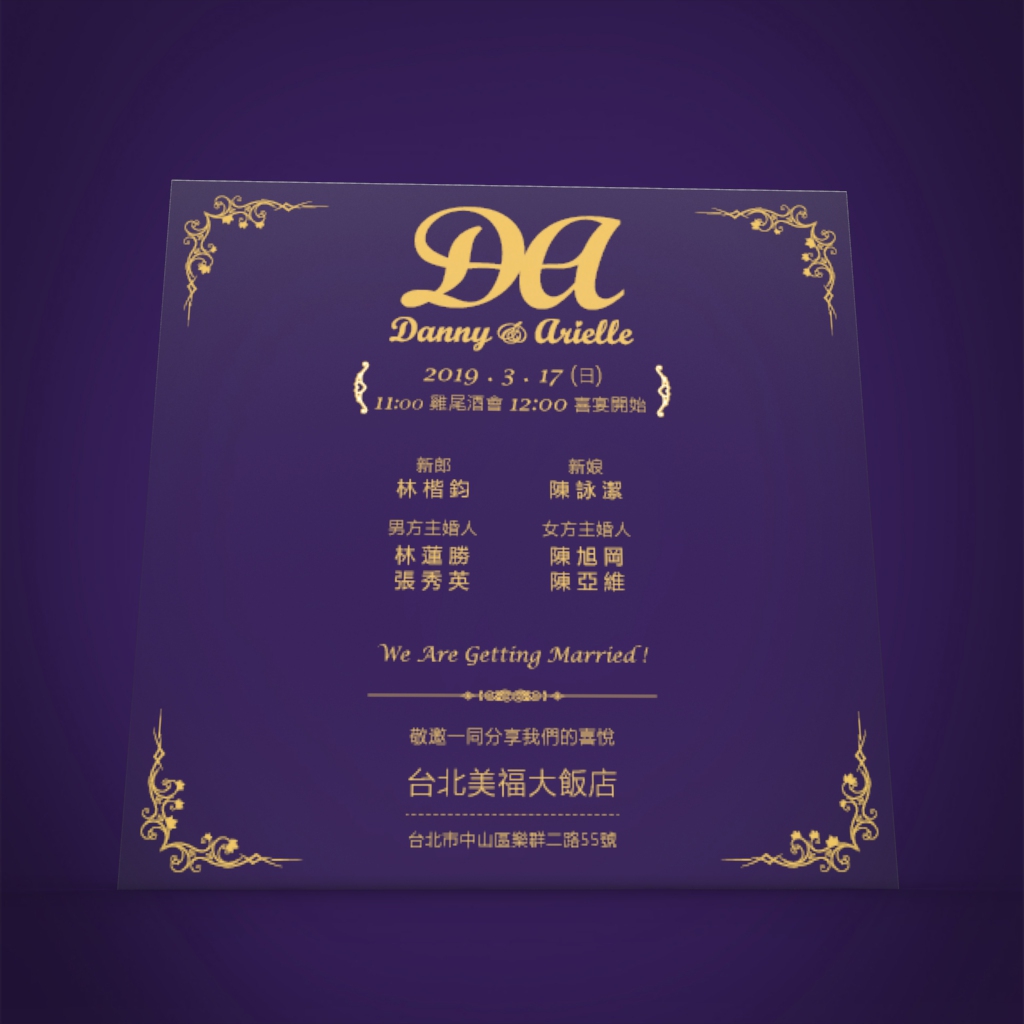 DA
Danny & Arielle
2019 . 3 . 17 (日)
11:00 雞尾酒會 12:00 喜宴開始
新郎 新娘
林楷鈞 陳詠潔
男方主婚人 女方主婚人
林蓮勝 陳旭岡
張秀英 陳亞維
We Are Getting Married !
敬邀一同分享我們的喜悅
台北美福大飯店
台北市中山區樂群二路55號